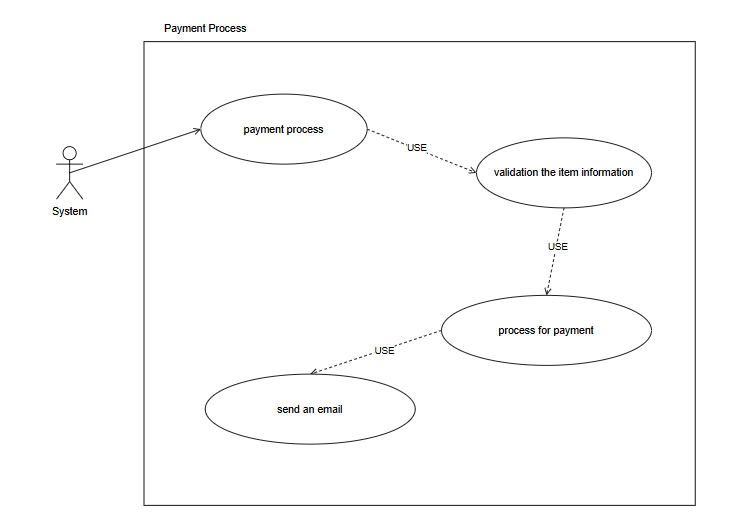 Payment Process
payment process
USE
validation the item information
System
USE
process for payment
USE
send an email